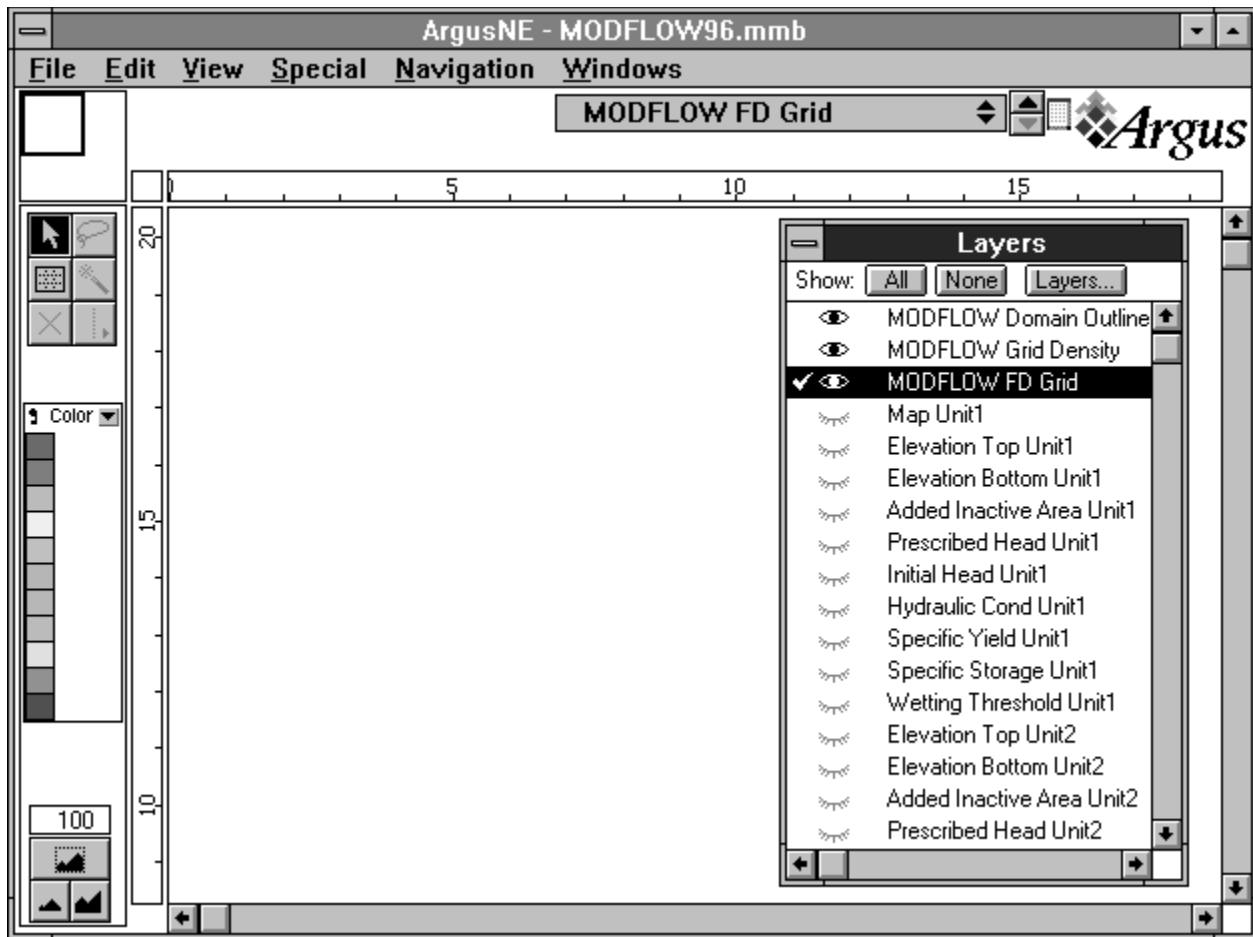 ArgusNE - MODFLOW96.mmb
File Edit View Special Navigation Windows
MODFLOW FD Grid
Argus
0 5 10 15
20
15
10
Color
100
Layers
Show: All None Layers...
MODFLOW Domain Outline
MODFLOW Grid Density
MODFLOW FD Grid
Map Unit1
Elevation Top Unit1
Elevation Bottom Unit1
Added Inactive Area Unit1
Prescribed Head Unit1
Initial Head Unit1
Hydraulic Cond Unit1
Specific Yield Unit1
Specific Storage Unit1
Wetting Threshold Unit1
Elevation Top Unit2
Elevation Bottom Unit2
Added Inactive Area Unit2
Prescribed Head Unit2